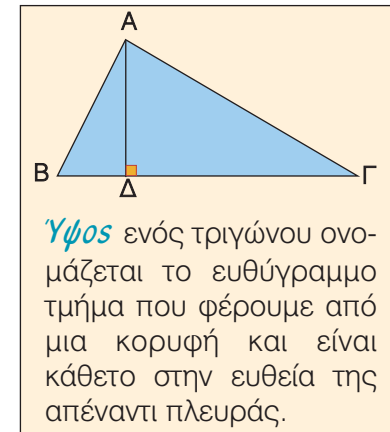 Α
Β Γ
Δ
Ύψος ενός τριγώνου ονο-
μάζεται το ευθύγραμμο
τμήμα που φέρουμε από
μια κορυφή και είναι
κάθετο στην ευθεία της
απέναντι πλευράς.